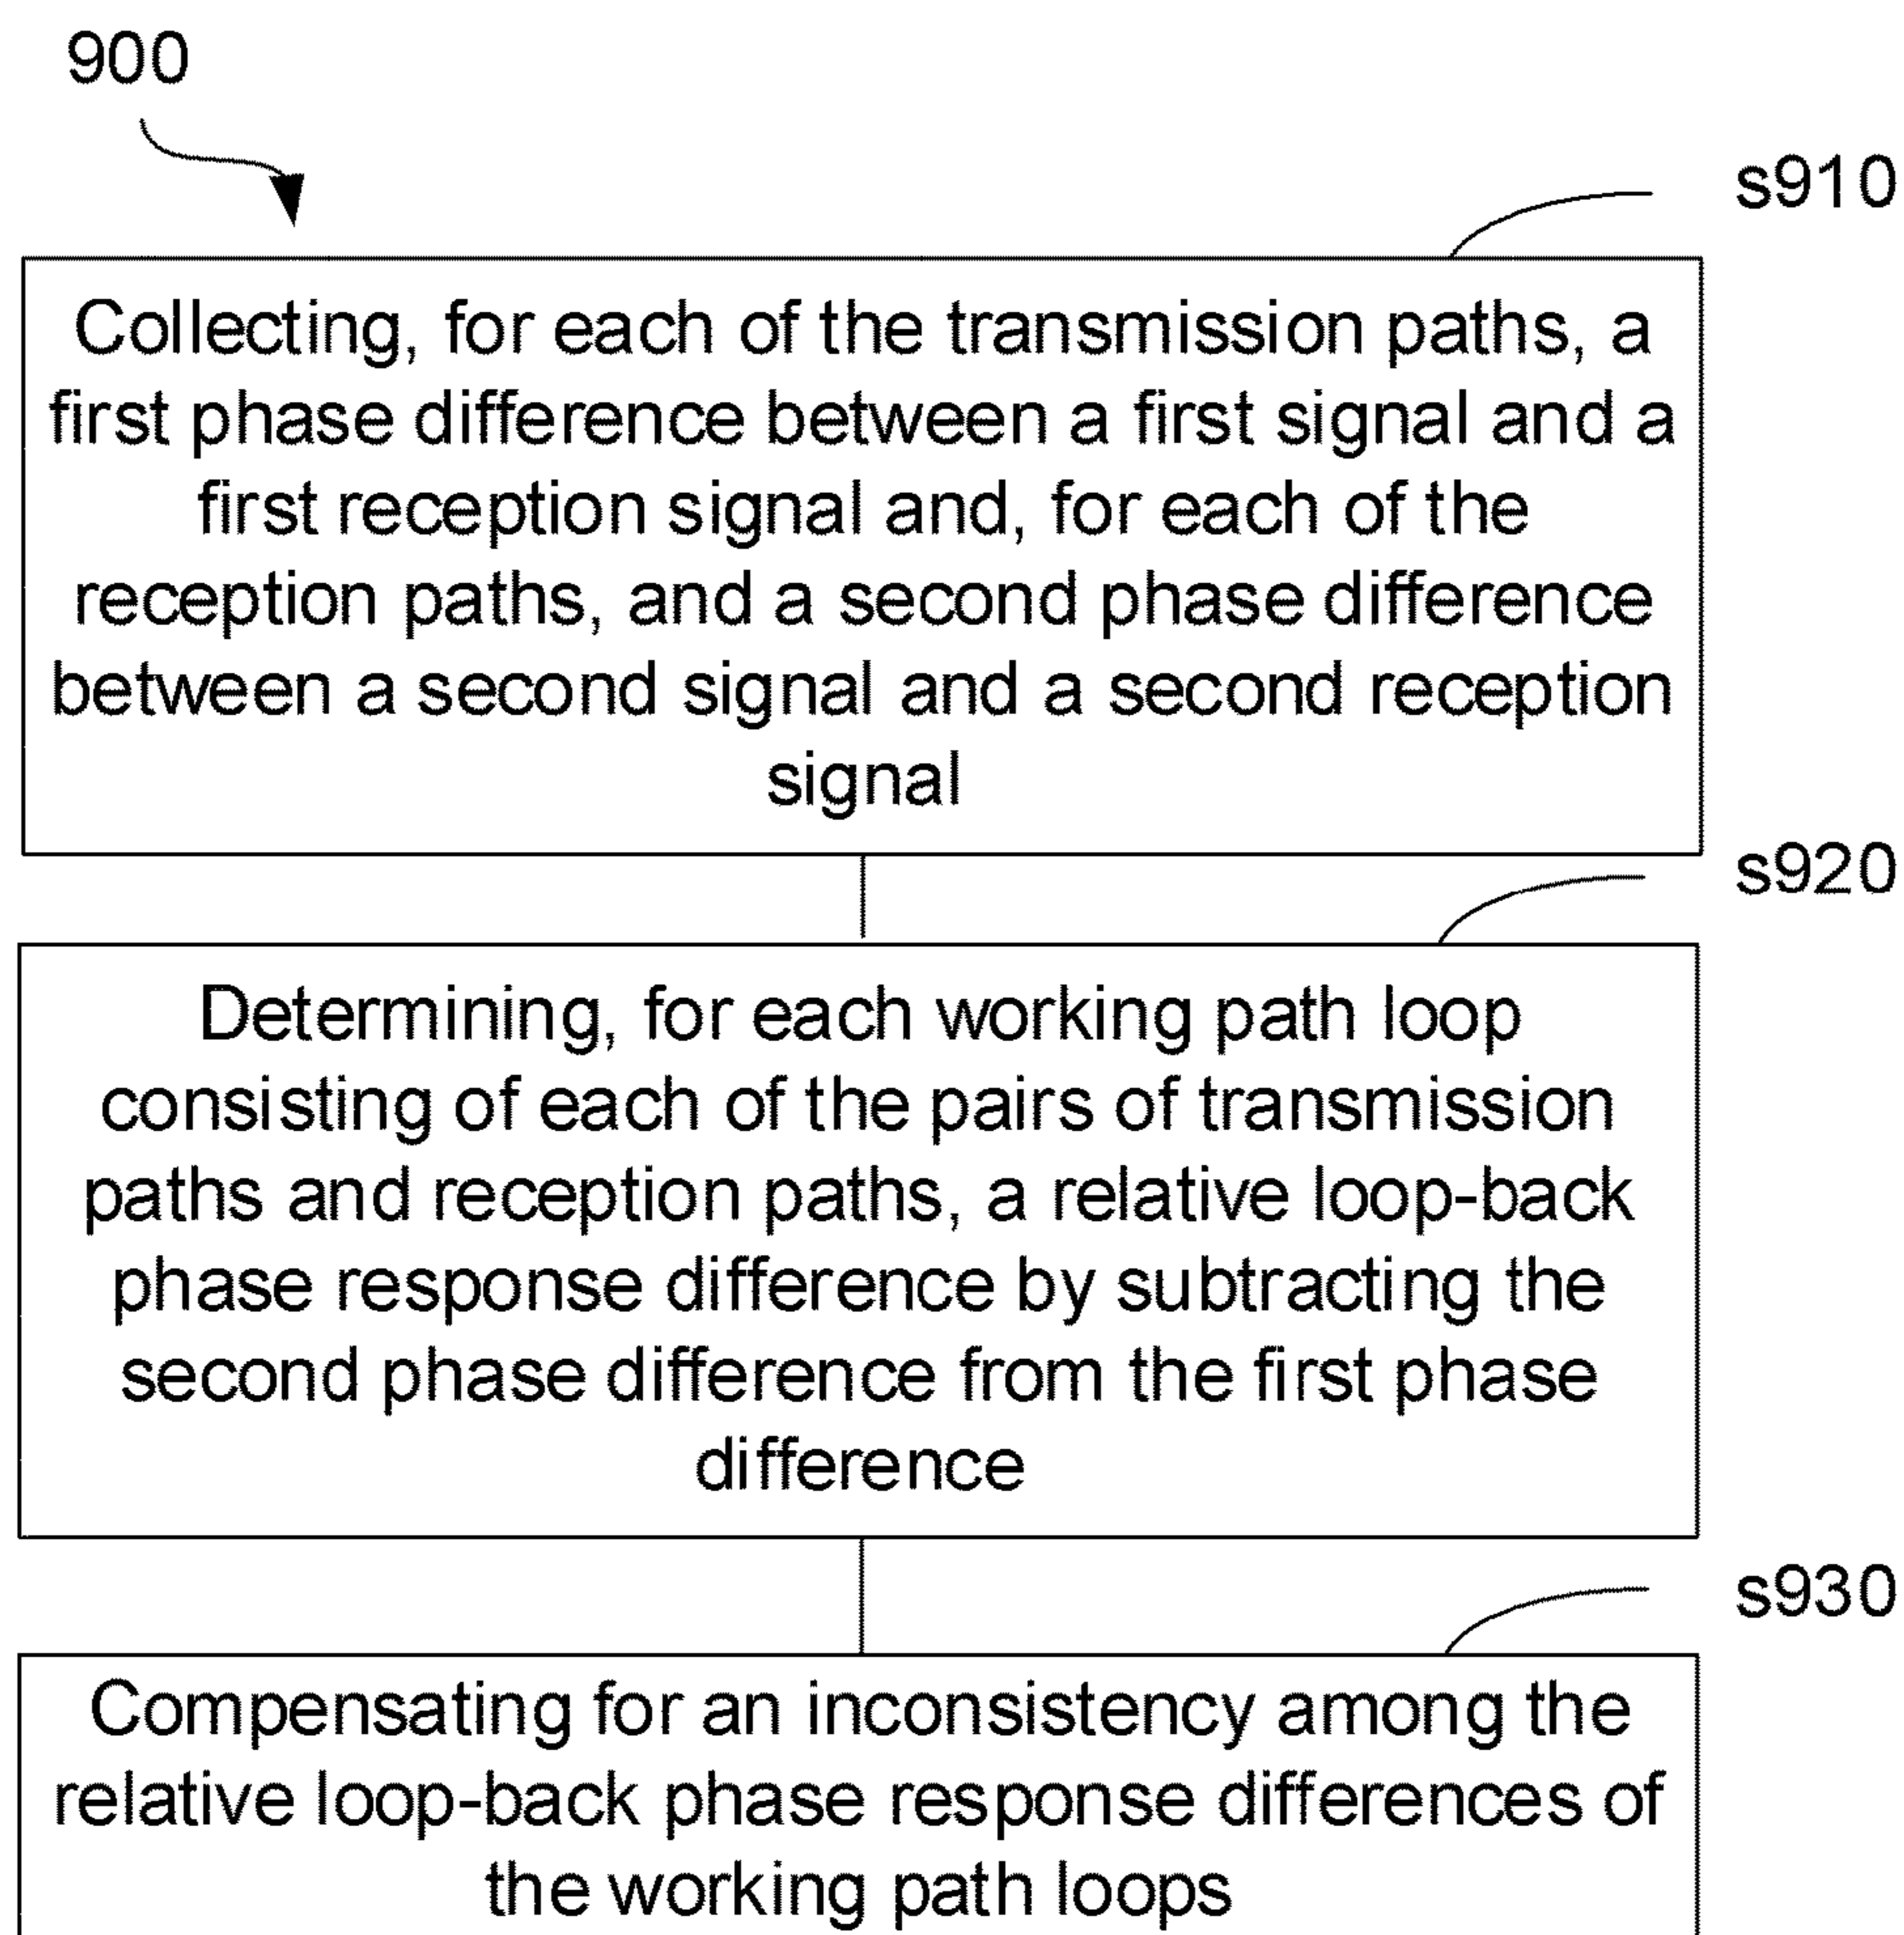 900
s910
Collecting, for each of the transmission paths, a
first phase difference between a first signal and a
first reception signal and, for each of the
reception paths, and a second phase difference
between a second signal and a second reception
signal
s920
Determining, for each working path loop
consisting of each of the pairs of transmission
paths and reception paths, a relative loop-back
phase response difference by subtracting the
second phase difference from the first phase
difference
s930
Compensating for an inconsistency among the
relative loop-back phase response differences of
the working path loops